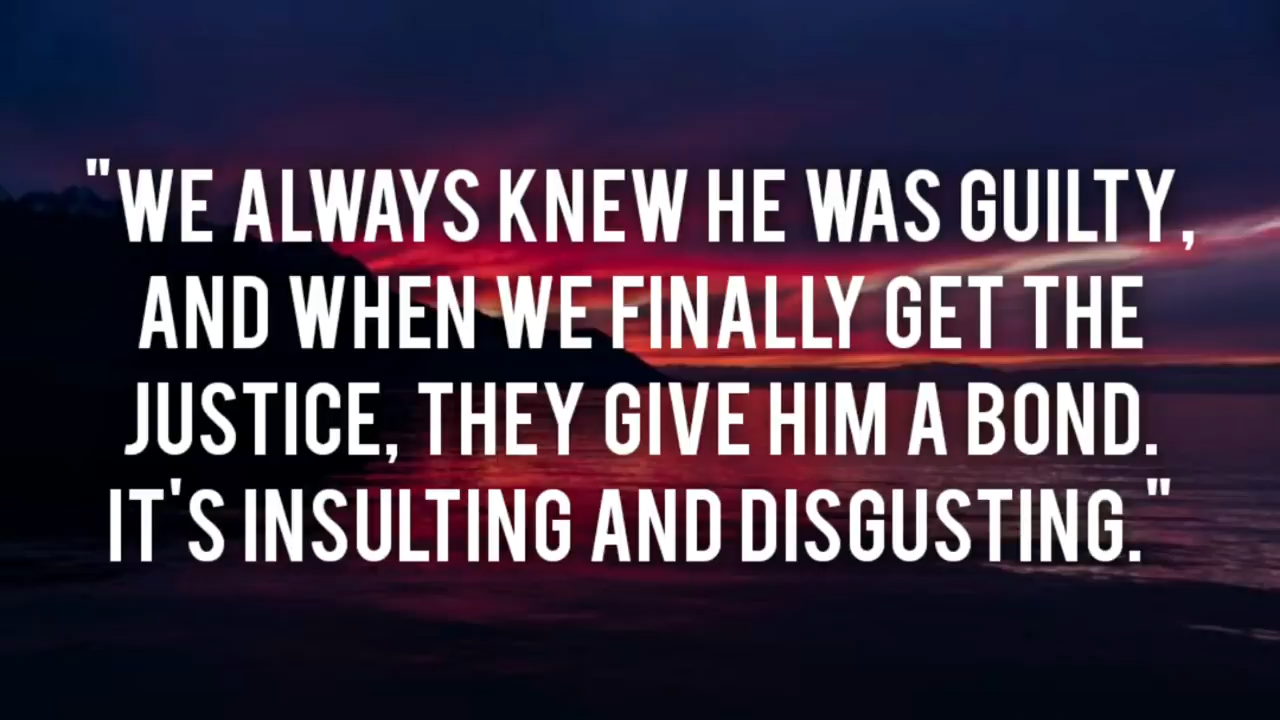 "WE ALWAYS KNEW HE WAS GUILTY,
AND WHEN WE FINALLY GET THE
JUSTICE, THEY GIVE HIM A BOND.
IT'S INSULTING AND DISGUSTING."